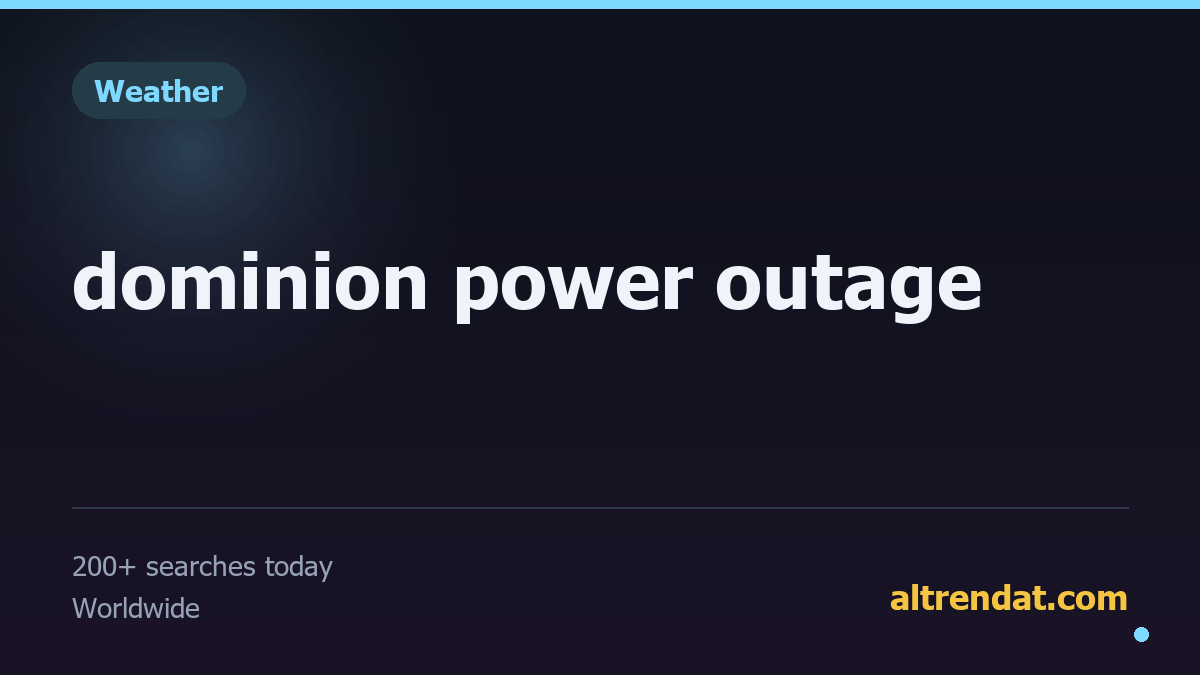 Weather
dominion power outage
200+ searches today
Worldwide
altrendat.com